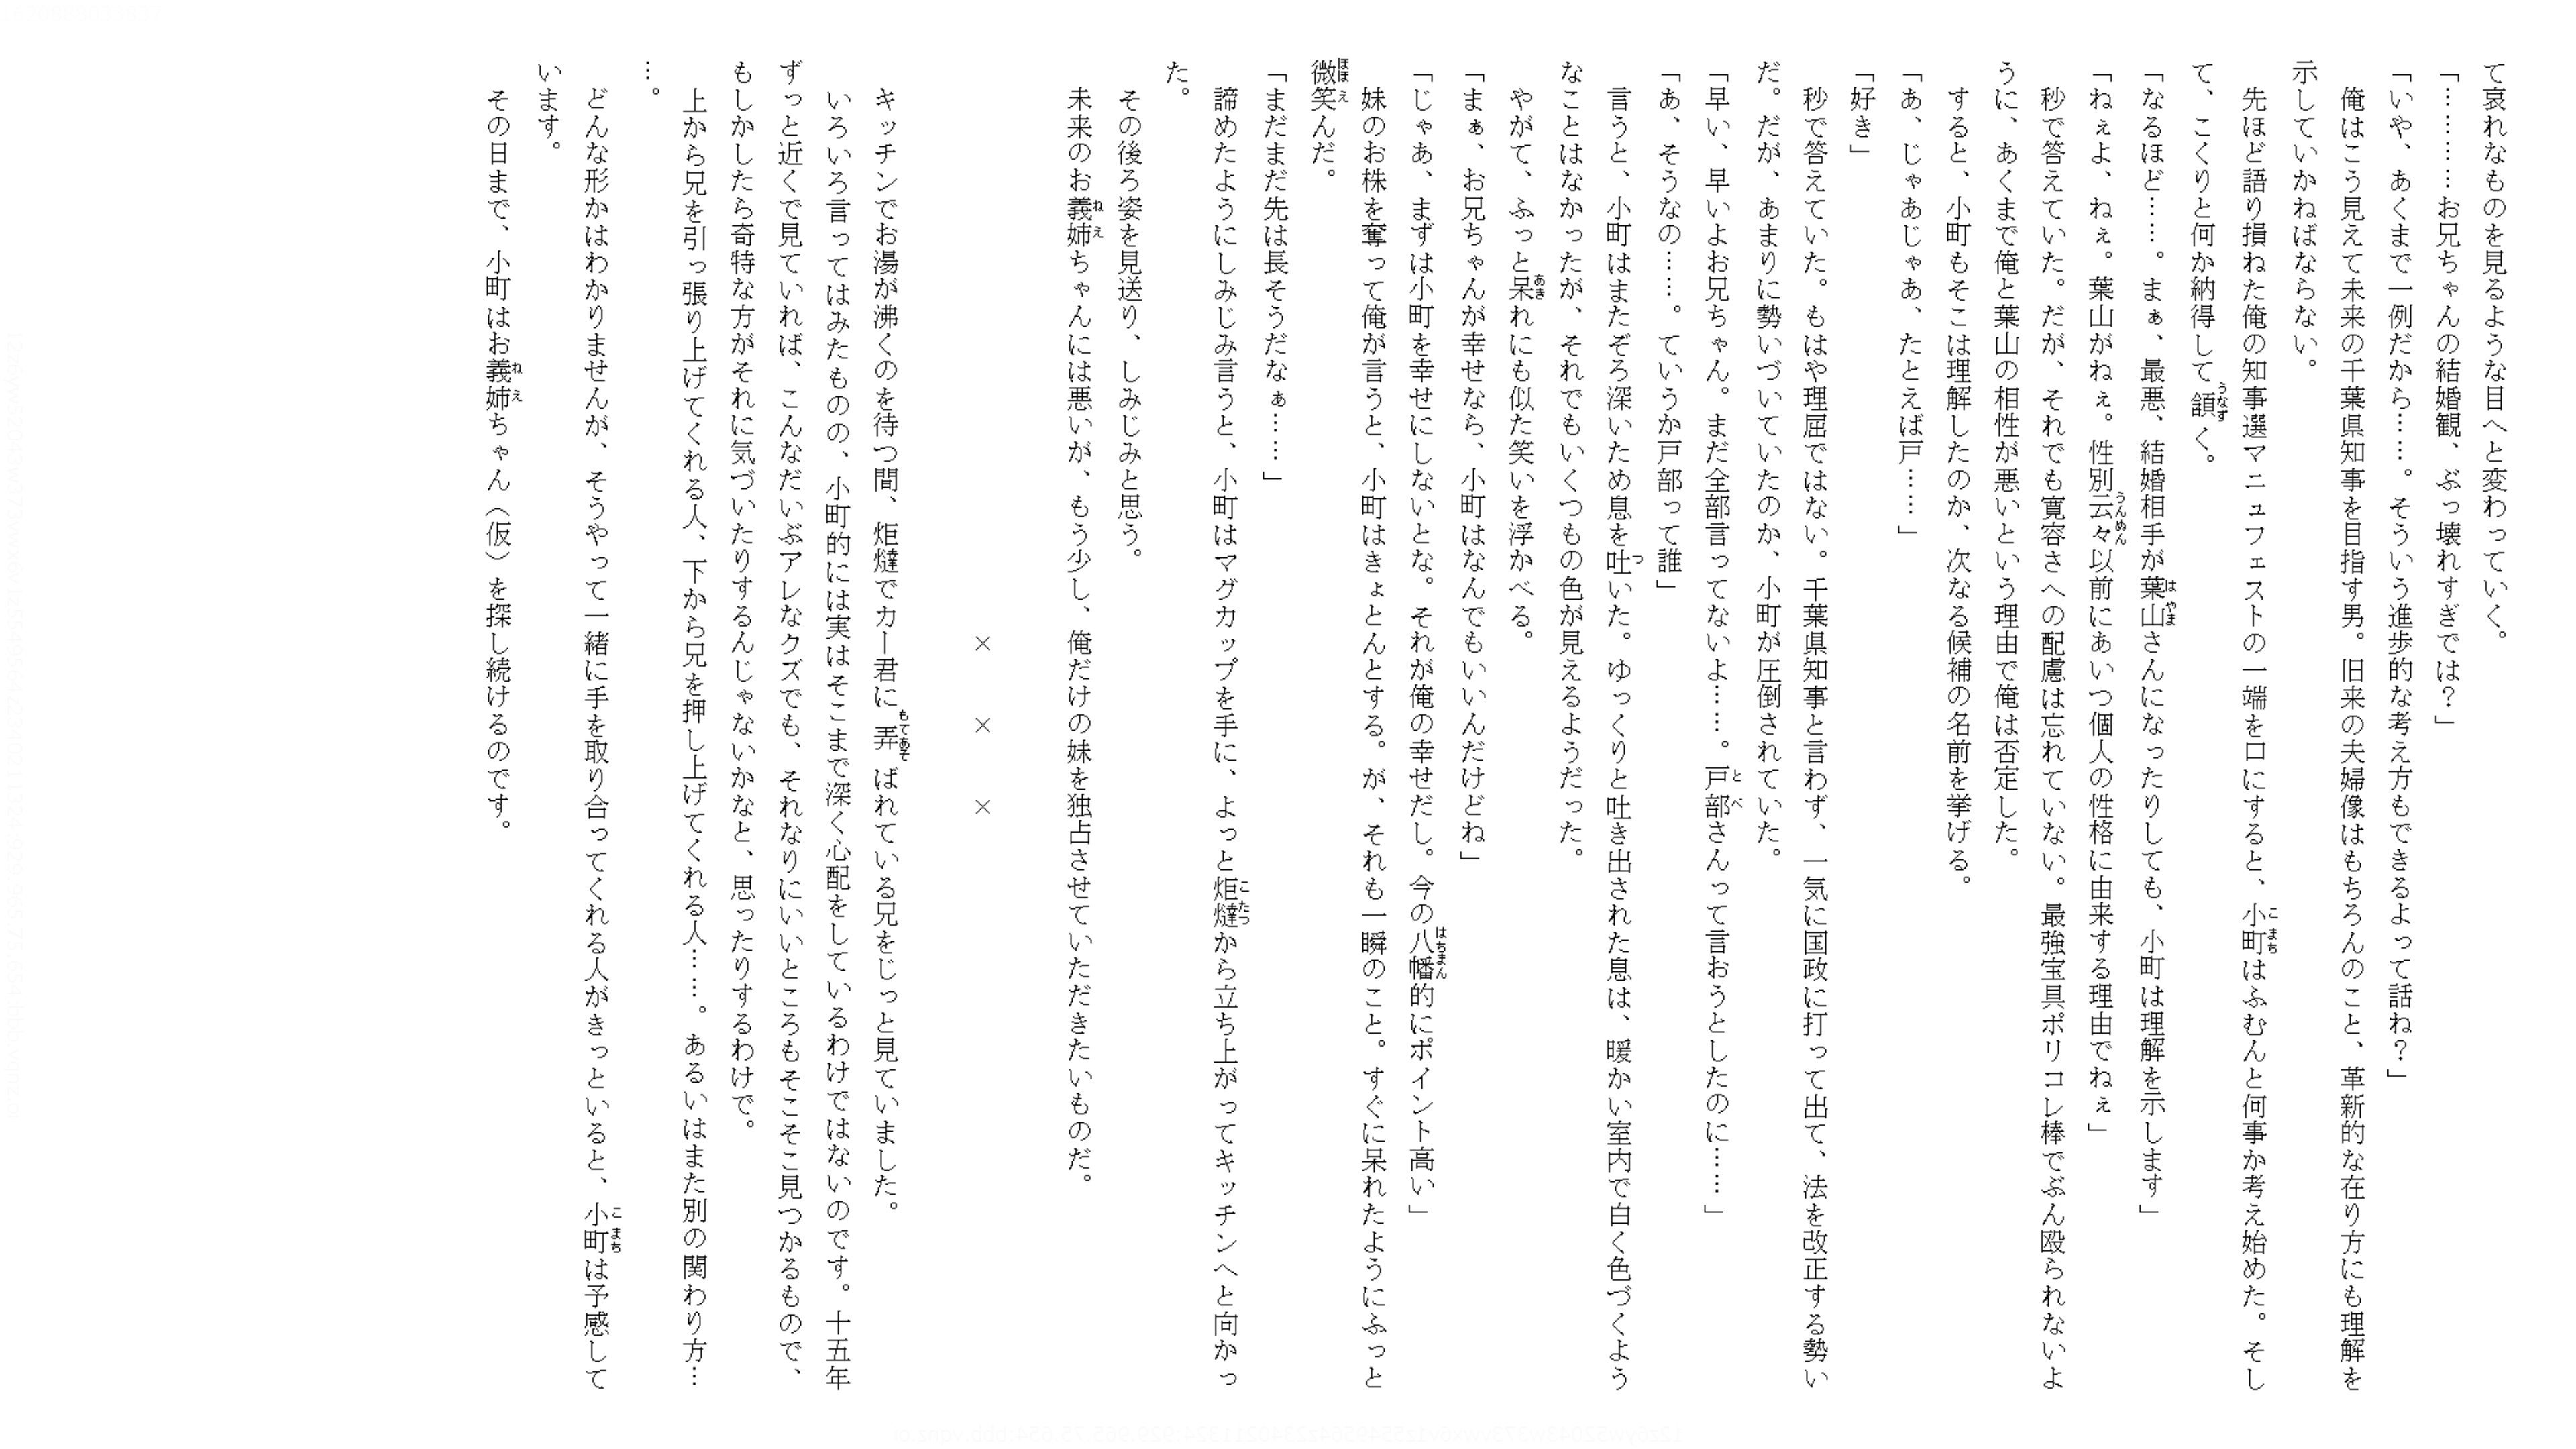 て哀れなものを見るような目へと変わっていく。
「…………お兄ちゃんの結婚観、ぶっ壊れすぎでは？」
「いや、あくまで一例だから……。そういう進歩的な考え方もできるよって話ね？」
俺はこう見えて未来の千葉県知事を目指す男。旧来の夫婦像はもちろんのこと、革新的な在り方にも理解を
示していかねばならない。
先ほど語り損ねた俺の知事選マニュフェストの一端を口にすると、小町はふむんと何事か考え始めた。そし
て、こくりと何か納得して頷く。
「なるほど……。まぁ、最悪、結婚相手が葉山さんになったりしても、小町は理解を示します」
「ねぇよ、ねぇ。葉山がねぇ。性別云々以前にあいつ個人の性格に由来する理由でねぇ」
秒で答えていた。だが、それでも寛容さへの配慮は忘れていない。最強宝具ポリコレ棒でぶん殴られないよ
うに、あくまで俺と葉山の相性が悪いという理由で俺は否定した。
すると、小町もそこは理解したのか、次なる候補の名前を挙げる。
「あ、じゃあじゃあ、たとえば戸……」
「好き」
秒で答えていた。もはや理屈ではない。千葉県知事と言わず、一気に国政に打って出て、法を改正する勢い
だ。だが、あまりに勢いづいていたのか、小町が圧倒されていた。
「早い、早いよお兄ちゃん。まだ全部言ってないよ……。戸部さんって言おうとしたのに……」
「あ、そうなの……。ていうか戸部って誰」
言うと、小町はまたぞろ深いため息を吐いた。ゆっくりと吐き出された息は、暖かい室内で白く色づくよう
なことはなかったが、それでもいくつもの色が見えるようだった。
やがて、ふっと呆れにも似た笑いを浮かべる。
「まぁ、お兄ちゃんが幸せなら、小町はなんでもいいんだけどね」
「じゃあ、まずは小町を幸せにしないとな。それが俺の幸せだし。今の八幡的にポイント高い」
妹のお株を奪って俺が言うと、小町はきょとんとする。が、それも一瞬のこと。すぐに呆れたようにふっと
微笑んだ。
「まだまだ先は長そうだなぁ……」
諦めたようにしみじみ言うと、小町はマグカップを手に、よっと炬燵から立ち上がってキッチンへと向かっ
た。
その後ろ姿を見送り、しみじみと思う。
未来のお義姉ちゃんには悪いが、もう少し、俺だけの妹を独占させていただきたいものだ。
× × ×
キッチンでお湯が沸くのを待つ間、炬燵でカー君に弄ばれている兄をじっと見ていました。
いろいろ言ってはみたものの、小町的には実はそこまで深く心配をしているわけではないのです。十五年
ずっと近くで見ていれば、こんなだいぶアレなクズでも、それなりにいいところもそこそこ見つかるもので、
もしかしたら奇特な方がそれに気づいたりするんじゃないかなと、思ったりするわけで。
上から兄を引っ張り上げてくれる人、下から兄を押し上げてくれる人……。あるいはまた別の関わり方…
…。
どんな形かはわかりませんが、そうやって一緒に手を取り合ってくれる人がきっといると、小町は予感して
います。
その日まで、小町はお義姉ちゃん（仮）を探し続けるのです。